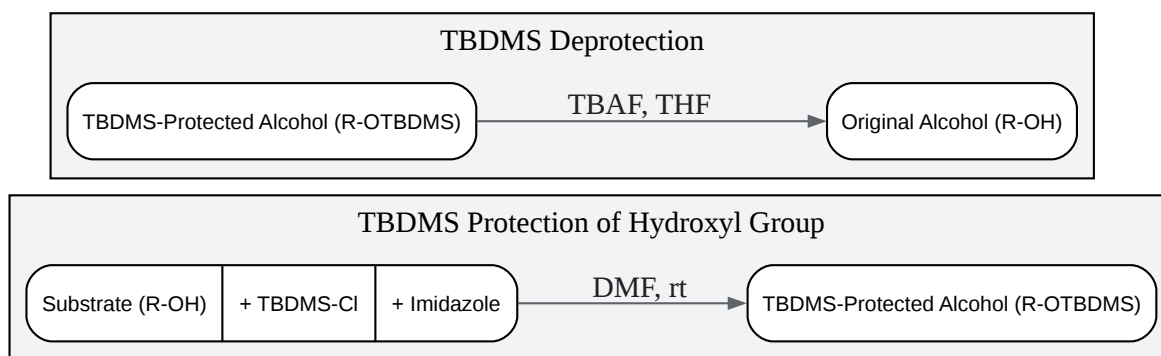 TBDMS Deprotection
TBDMS-Protected Alcohol (R-OTBDMS)
TBAF, THF
Original Alcohol (R-OH)
TBDMS Protection of Hydroxyl Group
Substrate (R-OH)
+ TBDMS-Cl
+ Imidazole
DMF, rt
TBDMS-Protected Alcohol (R-OTBDMS)